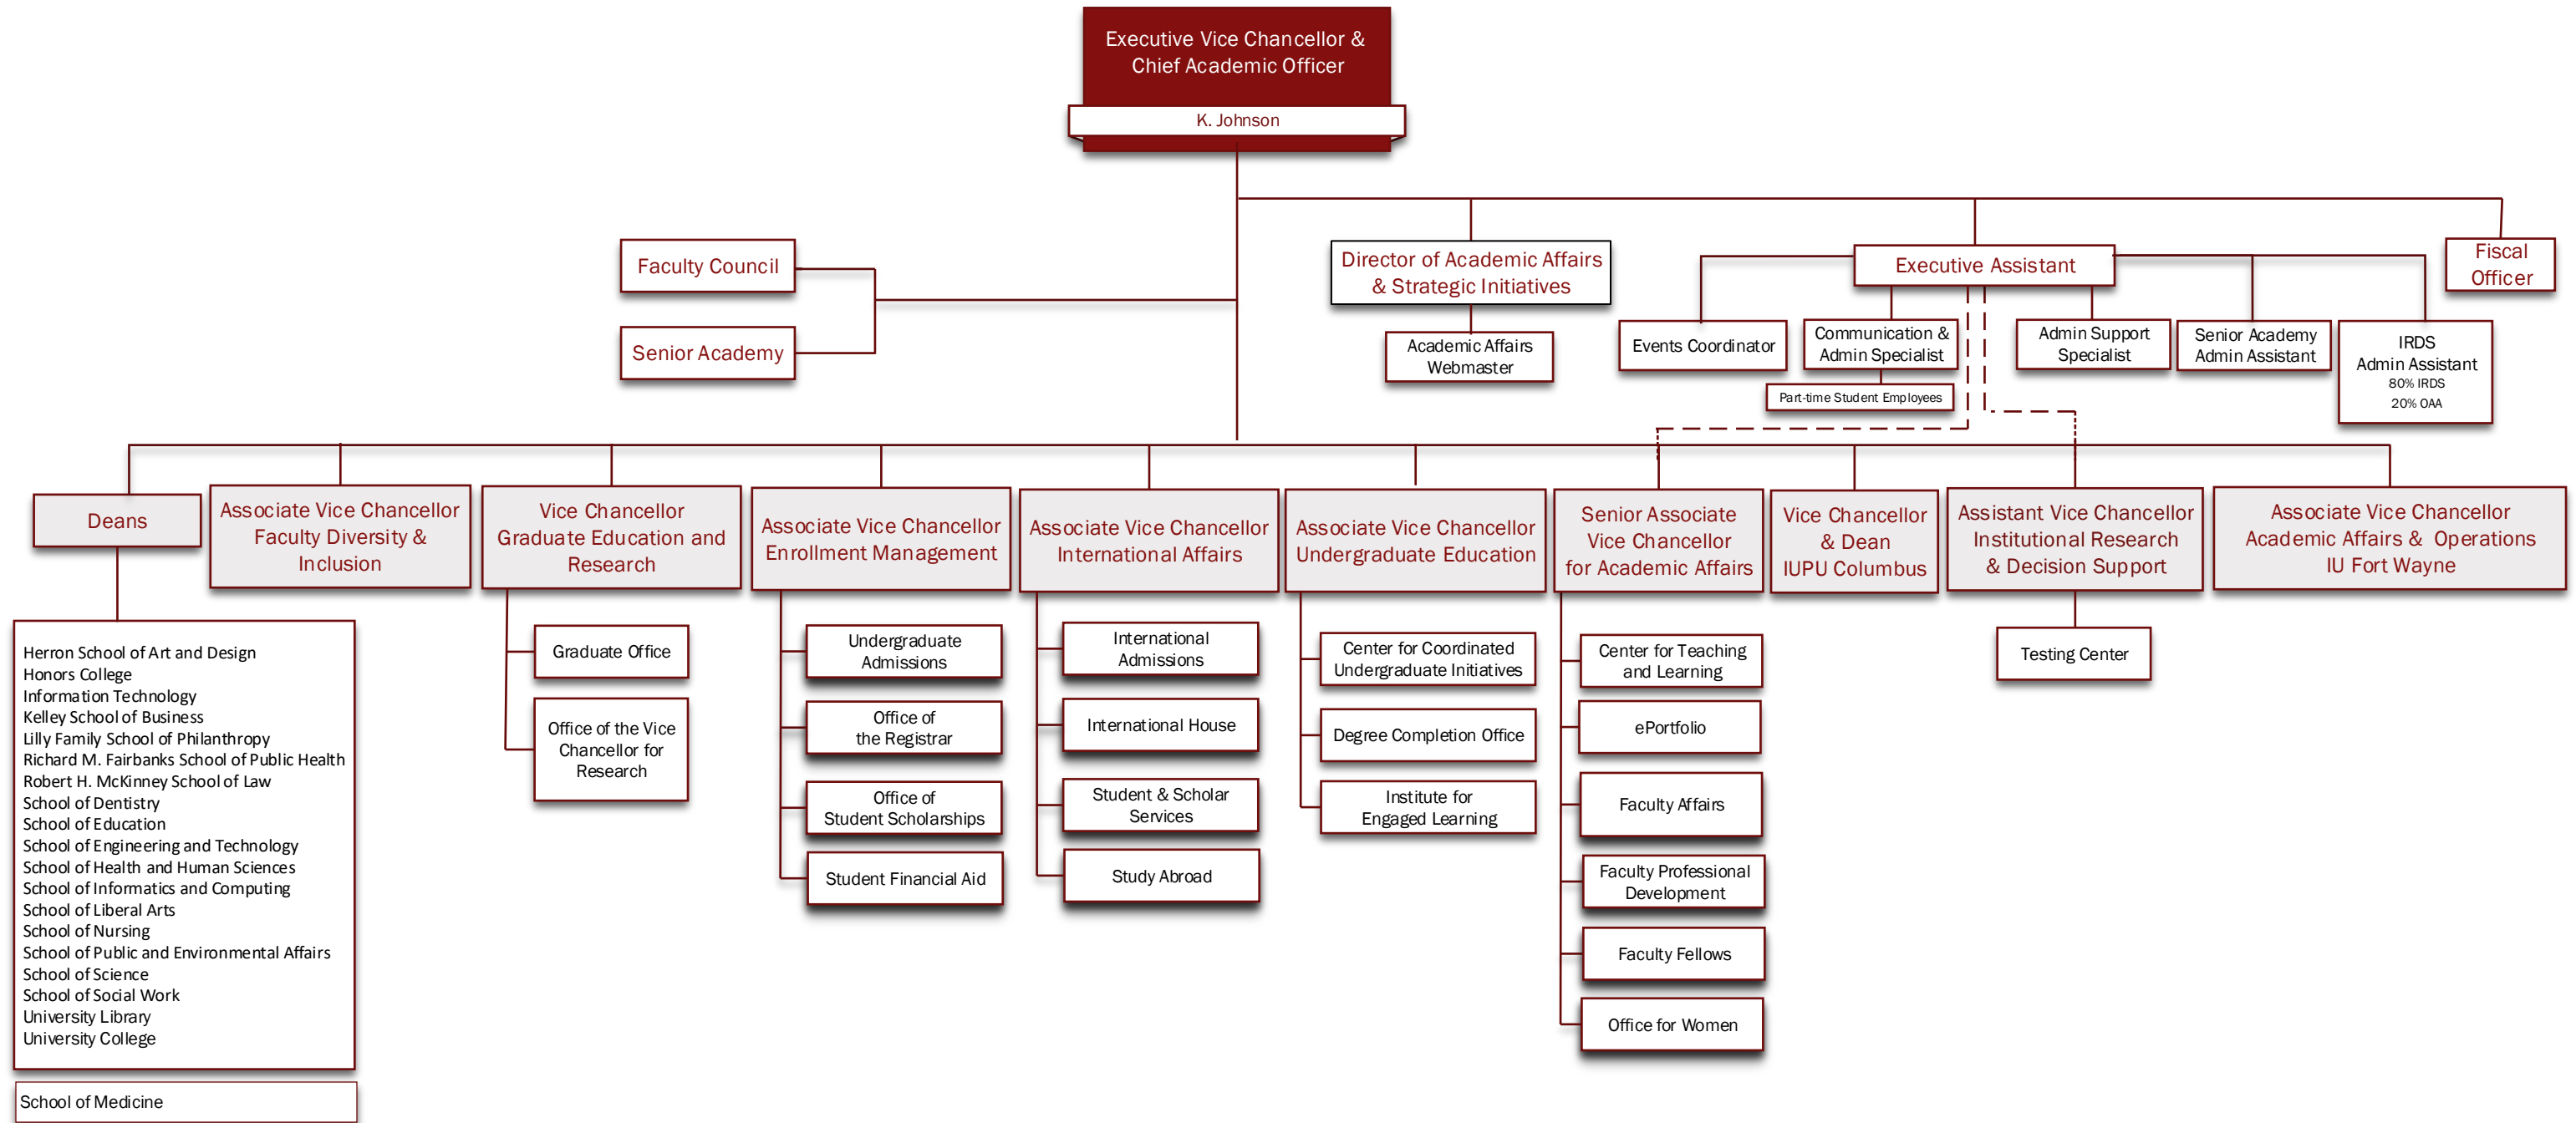 Executive Vice Chancellor &
Chief Academic Officer
K. Johnson
Faculty Council
Senior Academy
Director of Academic Affairs
& Strategic Initiatives
Academic Affairs
Webmaster
Executive Assistant
Fiscal
Officer
Events Coordinator
Communication &
Admin Specialist
Part-time Student Employees
Admin Support
Specialist
Senior Academy
Admin Assistant
IRDS
Admin Assistant
80% IRDS
20% OAA
Deans
Associate Vice Chancellor
Faculty Diversity &
Inclusion
Vice Chancellor
Graduate Education and
Research
Associate Vice Chancellor
Enrollment Management
Associate Vice Chancellor
International Affairs
Associate Vice Chancellor
Undergraduate Education
Senior Associate
Vice Chancellor
for Academic Affairs
Vice Chancellor
& Dean
IUPU Columbus
Assistant Vice Chancellor
Institutional Research
& Decision Support
Associate Vice Chancellor
Academic Affairs & Operations
IU Fort Wayne
Herron School of Art and Design
Honors College
Information Technology
Kelley School of Business
Lilly Family School of Philanthropy
Richard M. Fairbanks School of Public Health
Robert H. McKinney School of Law
School of Dentistry
School of Education
School of Engineering and Technology
School of Health and Human Sciences
School of Informatics and Computing
School of Liberal Arts
School of Nursing
School of Public and Environmental Affairs
School of Science
School of Social Work
University Library
University College
School of Medicine
Graduate Office
Office of the Vice
Chancellor for
Research
Undergraduate
Admissions
Office of
the Registrar
Office of
Student Scholarships
Student Financial Aid
International
Admissions
International House
Student & Scholar
Services
Study Abroad
Center for Coordinated
Undergraduate Initiatives
Degree Completion Office
Institute for
Engaged Learning
Center for Teaching
and Learning
ePortfolio
Faculty Affairs
Faculty Professional
Development
Faculty Fellows
Office for Women
Testing Center